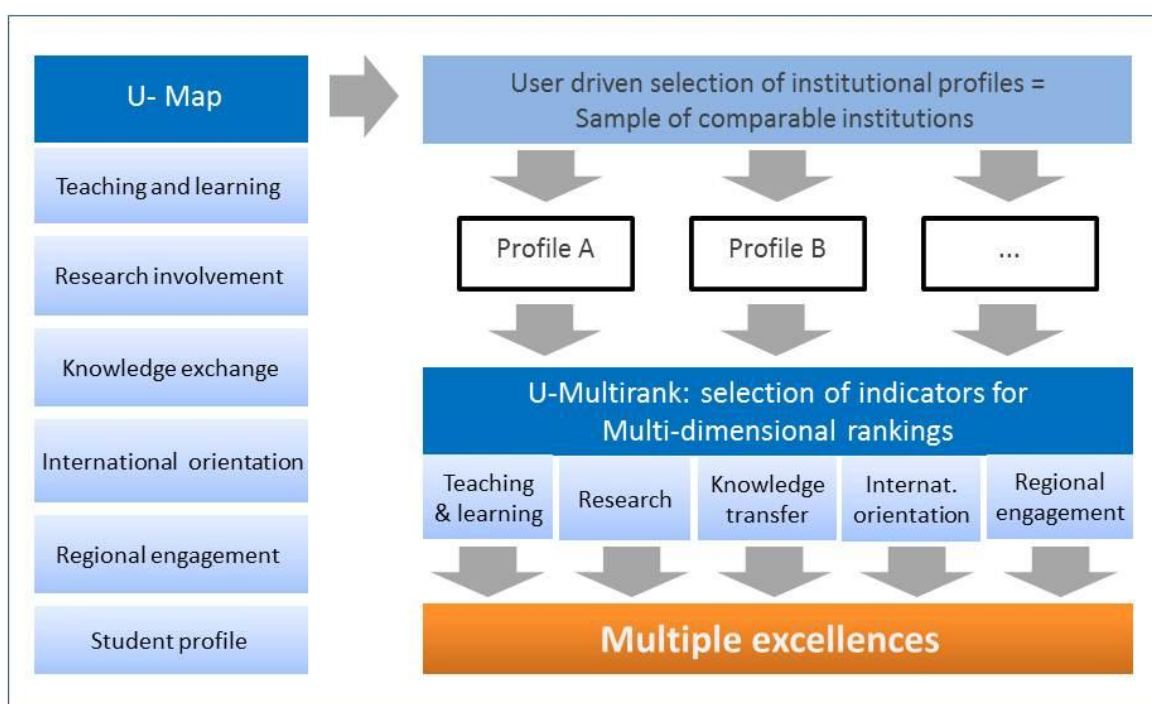 U- Map
Teaching and learning
Research involvement
Knowledge exchange
International orientation
Regional engagement
Student profile
User driven selection of institutional profiles =
Sample of comparable institutions
Profile A
Profile B
...
U-Multirank: selection of indicators for
Multi-dimensional rankings
Teaching
& learning
Research
Knowledge
transfer
Internat.
orientation
Regional
engagement
Multiple excellences